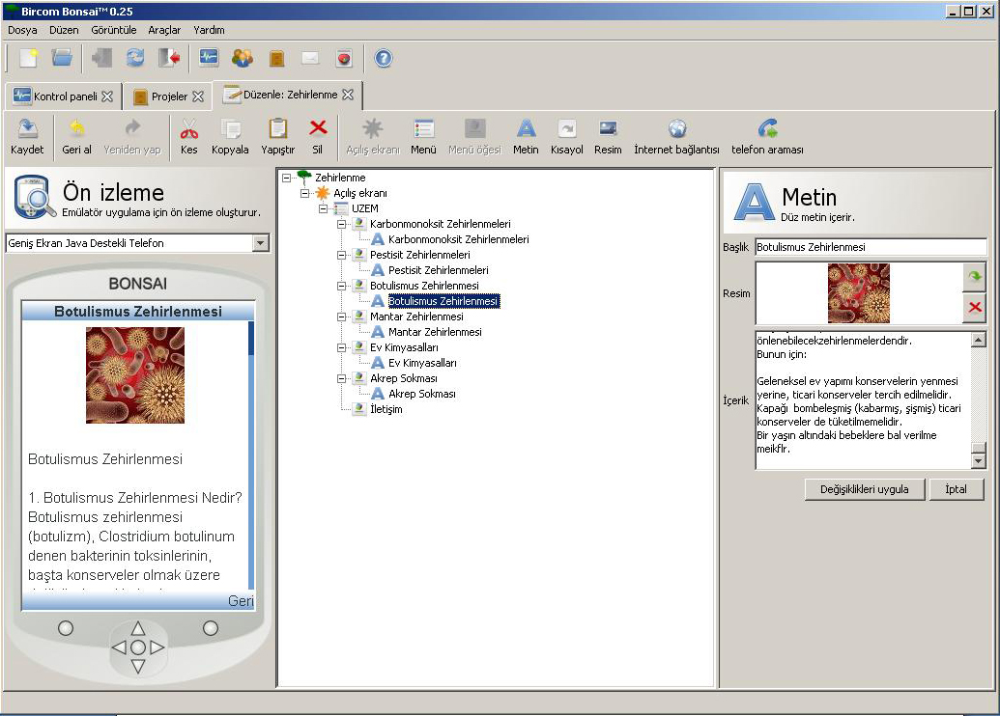 Bircom Bonsai™ 0.25
Dosya Düzen Görüntüle Araçlar Yardım
Kontrol paneli
Projeler
Düzenle: Zehirlenme
Kaydet
Geri al
Yeniden yap
Kes
Kopyala
Yapıştır
Sil
Açılış ekranı
Menü
Menü öğesi
Metin
Kısayol
Resim
İnternet bağlantısı
telefon araması
Ön izleme
Emülatör uygulama için ön izleme oluşturur.
Geniş Ekran Java Destekli Telefon
BONSAI
Botulismus Zehirlenmesi
Botulismus Zehirlenmesi
1. Botulismus Zehirlenmesi Nedir?
Botulismus zehirlenmesi
(botulizm), Clostridium botulinum
denen bakterinin toksinlerinin,
başta konserveler olmak üzere
Geri
Zehirlenme
Açılış ekranı
UZEM
Karbonmonoksit Zehirlenmeleri
Karbonmonoksit Zehirlenmeleri
Pestisit Zehirlenmeleri
Pestisit Zehirlenmeleri
Botulismus Zehirlenmesi
Botulismus Zehirlenmesi
Mantar Zehirlenmesi
Mantar Zehirlenmesi
Ev Kimyasalları
Ev Kimyasalları
Akrep Sokması
Akrep Sokması
İletişim
Metin
Düz metin içerir.
Başlık
Botulismus Zehirlenmesi
Resim
İçerik
önlenebilecekzehirlenmelerdendir.
Bunun için:
Geleneksel ev yapımı konservelerin yenmesi
yerine, ticari konserveler tercih edilmelidir.
Kapağı bombeleşmiş (kabarmış, şişmiş) ticari
konserveler de tüketilmemelidir.
Bir yaşın altındaki bebeklere bal verilme
Değişiklikleri uygula
İptal